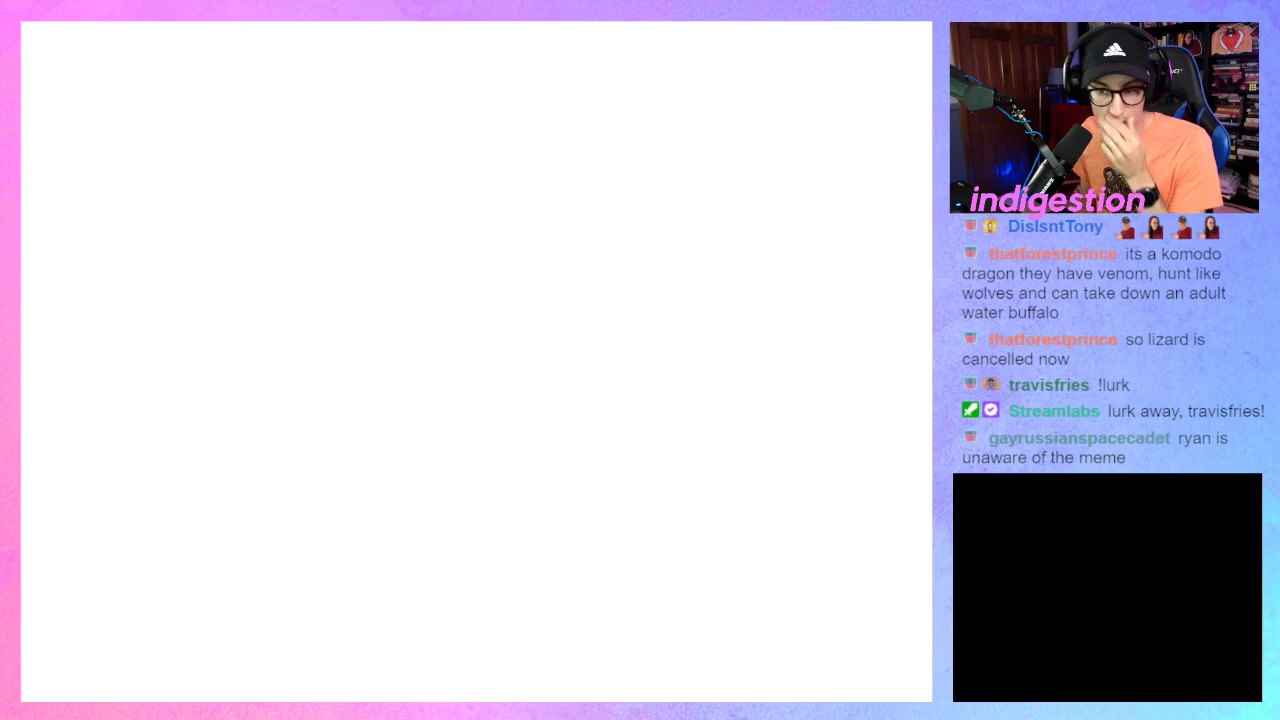 indigestion
DisIsntTony
thatforestprince its a komodo
dragon they have venom, hunt like
wolves and can take down an adult
water buffalo
thatforestprince so lizard is
cancelled now
travisfries !lurk
Streamlabs lurk away, travisfries!
gayrussianspacecadet ryan is
unaware of the meme